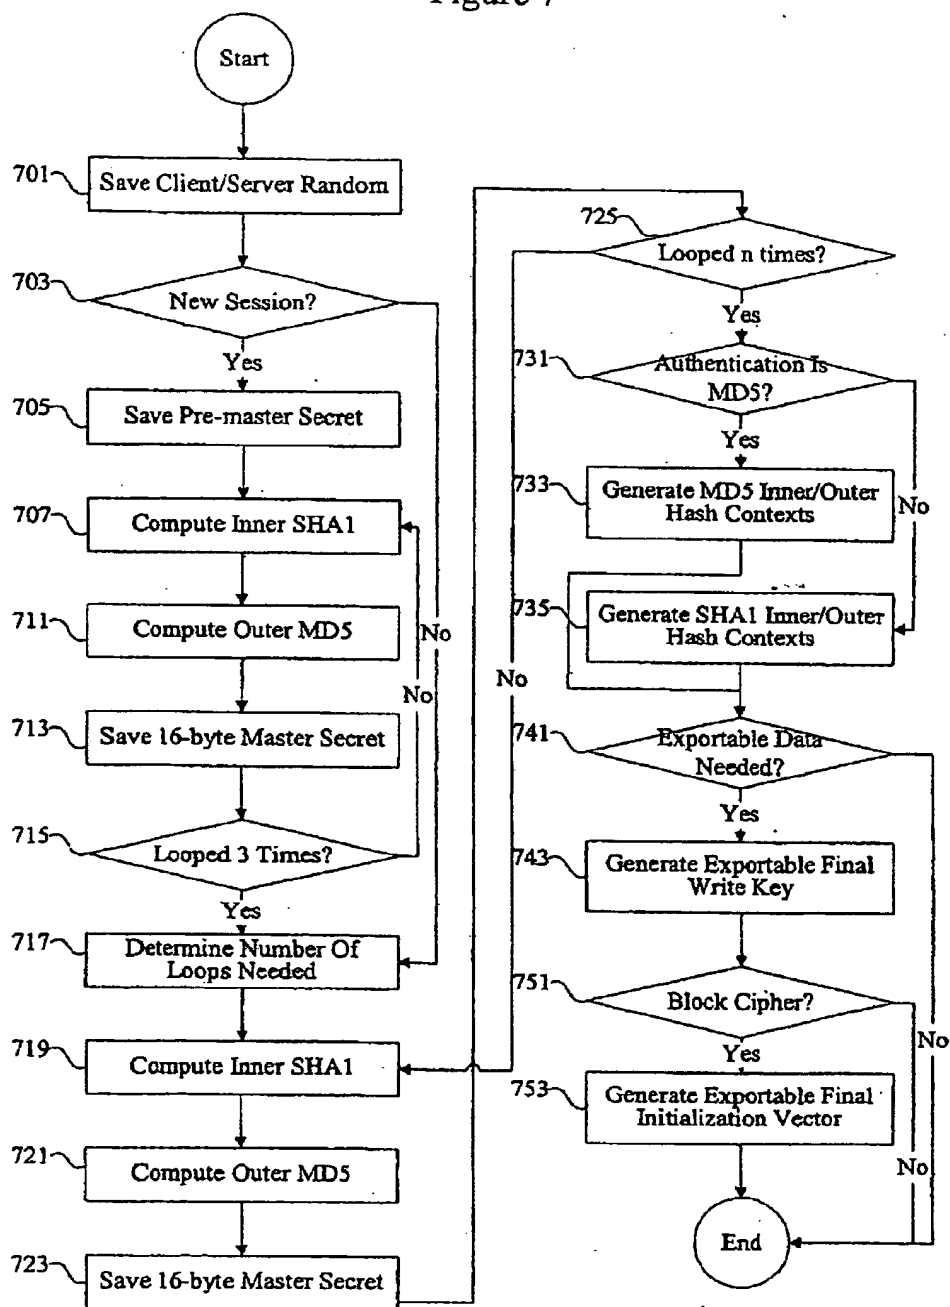 Figure 7
Start
701
Save Client/Server Random
703
New Session?
Yes
705
Save Pre-master Secret
707
Compute Inner SHA1
711
Compute Outer MD5
No
No
713
Save 16-byte Master Secret
715
Looped 3 Times?
Yes
717
Determine Number Of
Loops Needed
719
Compute Inner SHA1
721
Compute Outer MD5
723
Save 16-byte Master Secret
725
Looped n times?
No
Yes
731
Authentication Is
MD5?
Yes
No
733
Generate MD5 Inner/Outer
Hash Contexts
735
Generate SHA1 Inner/Outer
Hash Contexts
741
Exportable Data
Needed?
Yes
743
Generate Exportable Final
Write Key
751
Block Cipher?
Yes
No
753
Generate Exportable Final
Initialization Vector
No
End